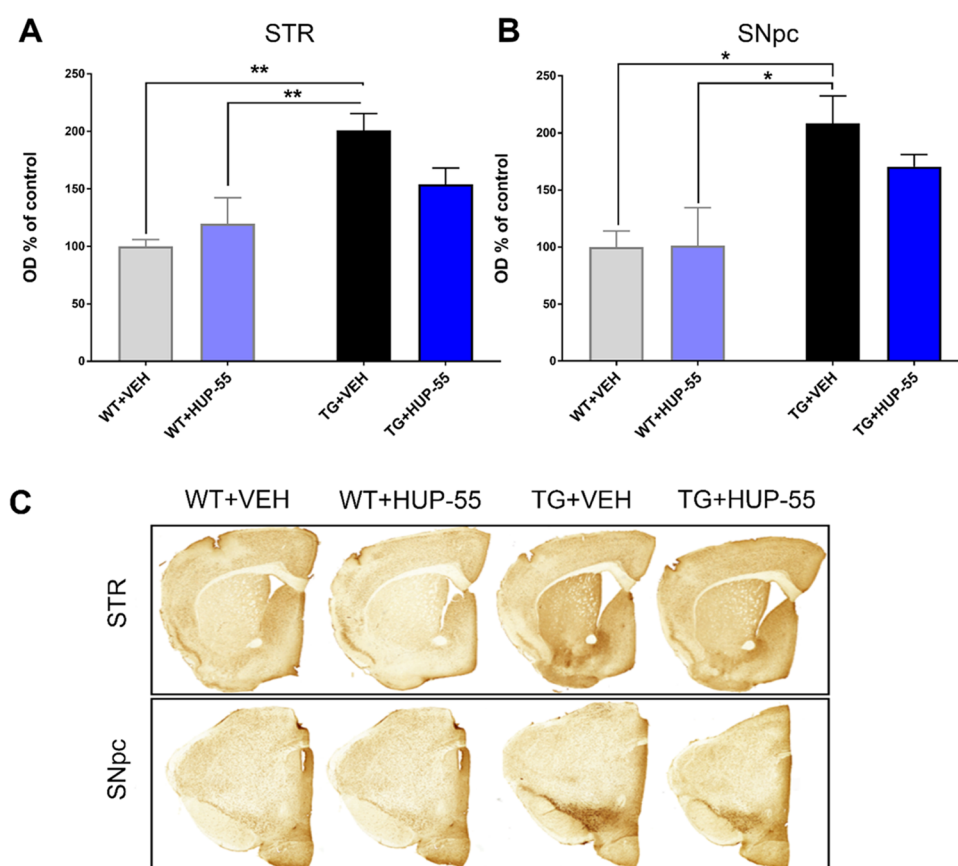 A
STR
OD % of control
250
200
150
100
50
0
**
**
WT+VEH
WT+HUP-55
TG+VEH
TG+HUP-55
B
SNpc
OD % of control
250
200
150
100
50
0
*
*
WT+VEH
WT+HUP-55
TG+VEH
TG+HUP-55
C
WT+VEH WT+HUP-55 TG+VEH TG+HUP-55
STR
SNpc